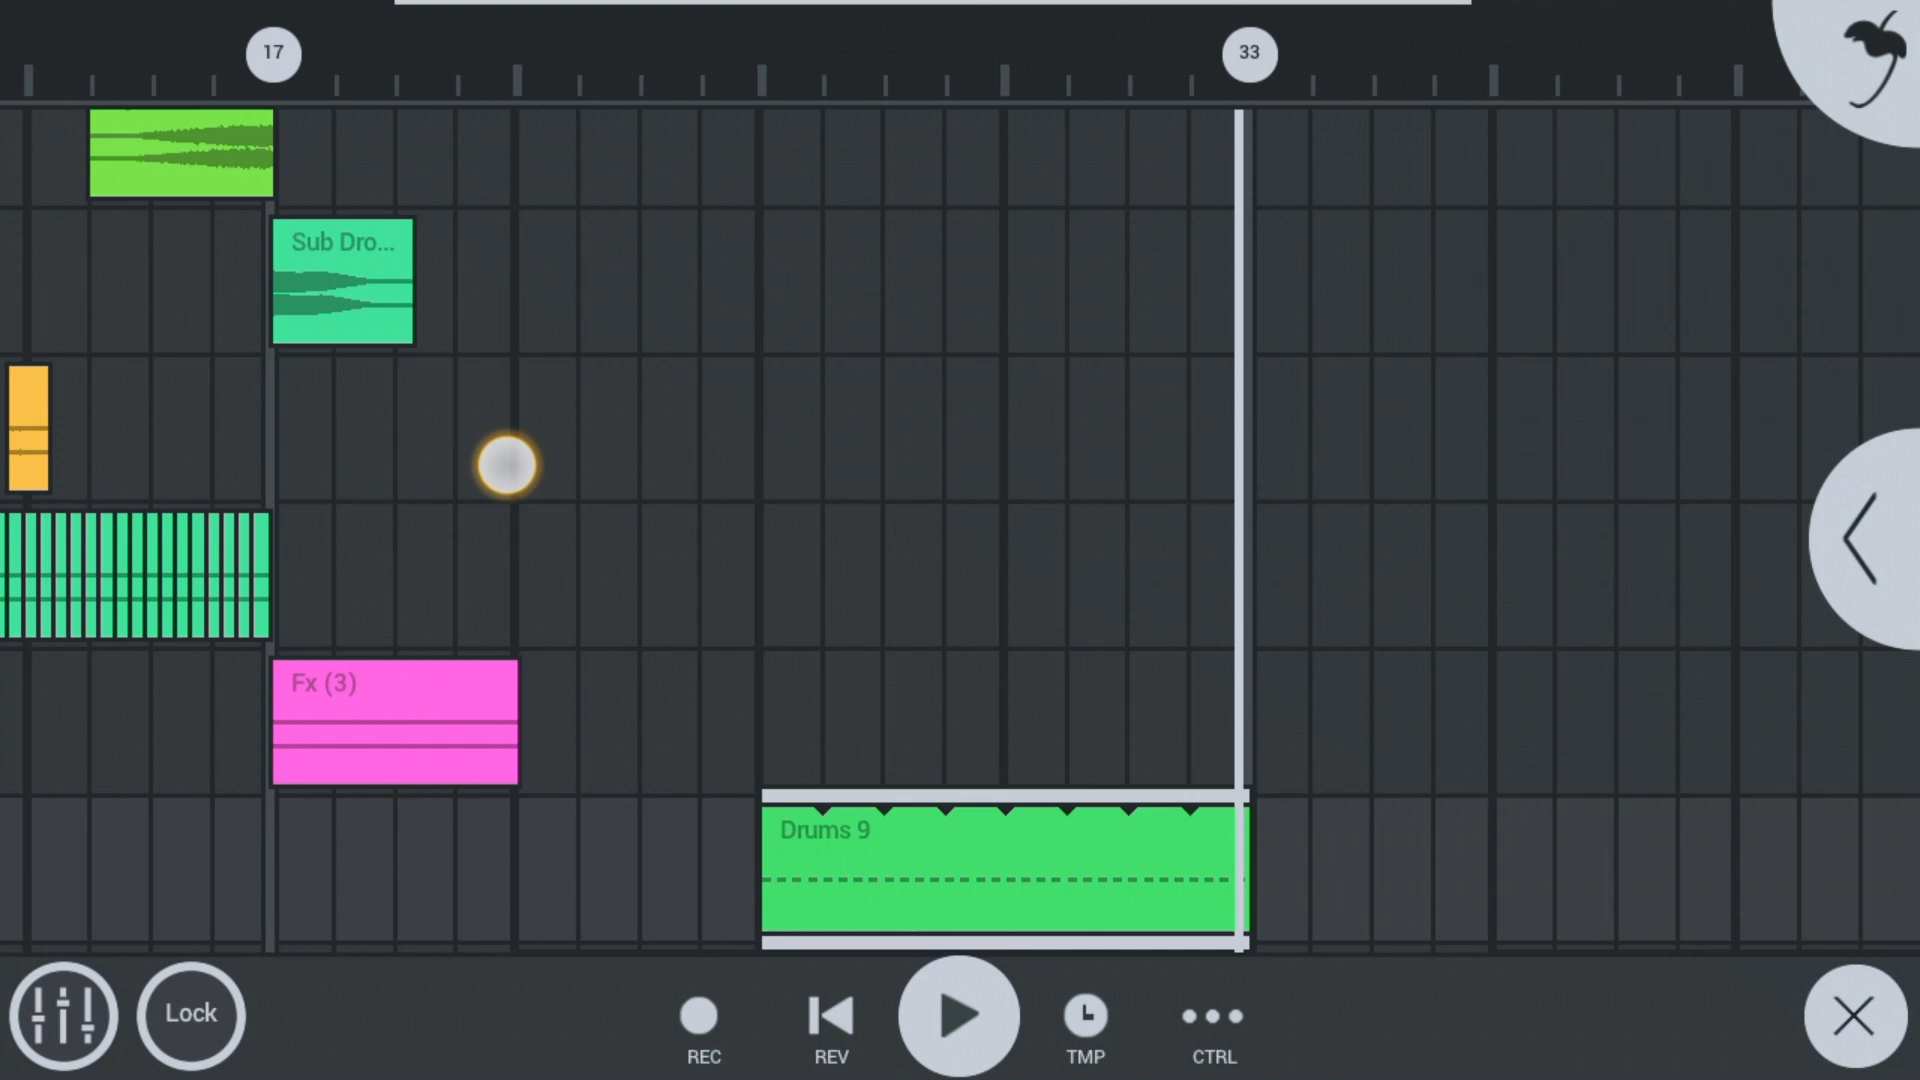 17
33
Sub Dro...
Fx (3)
Drums 9
Lock
REC
REV
TMP
CTRL